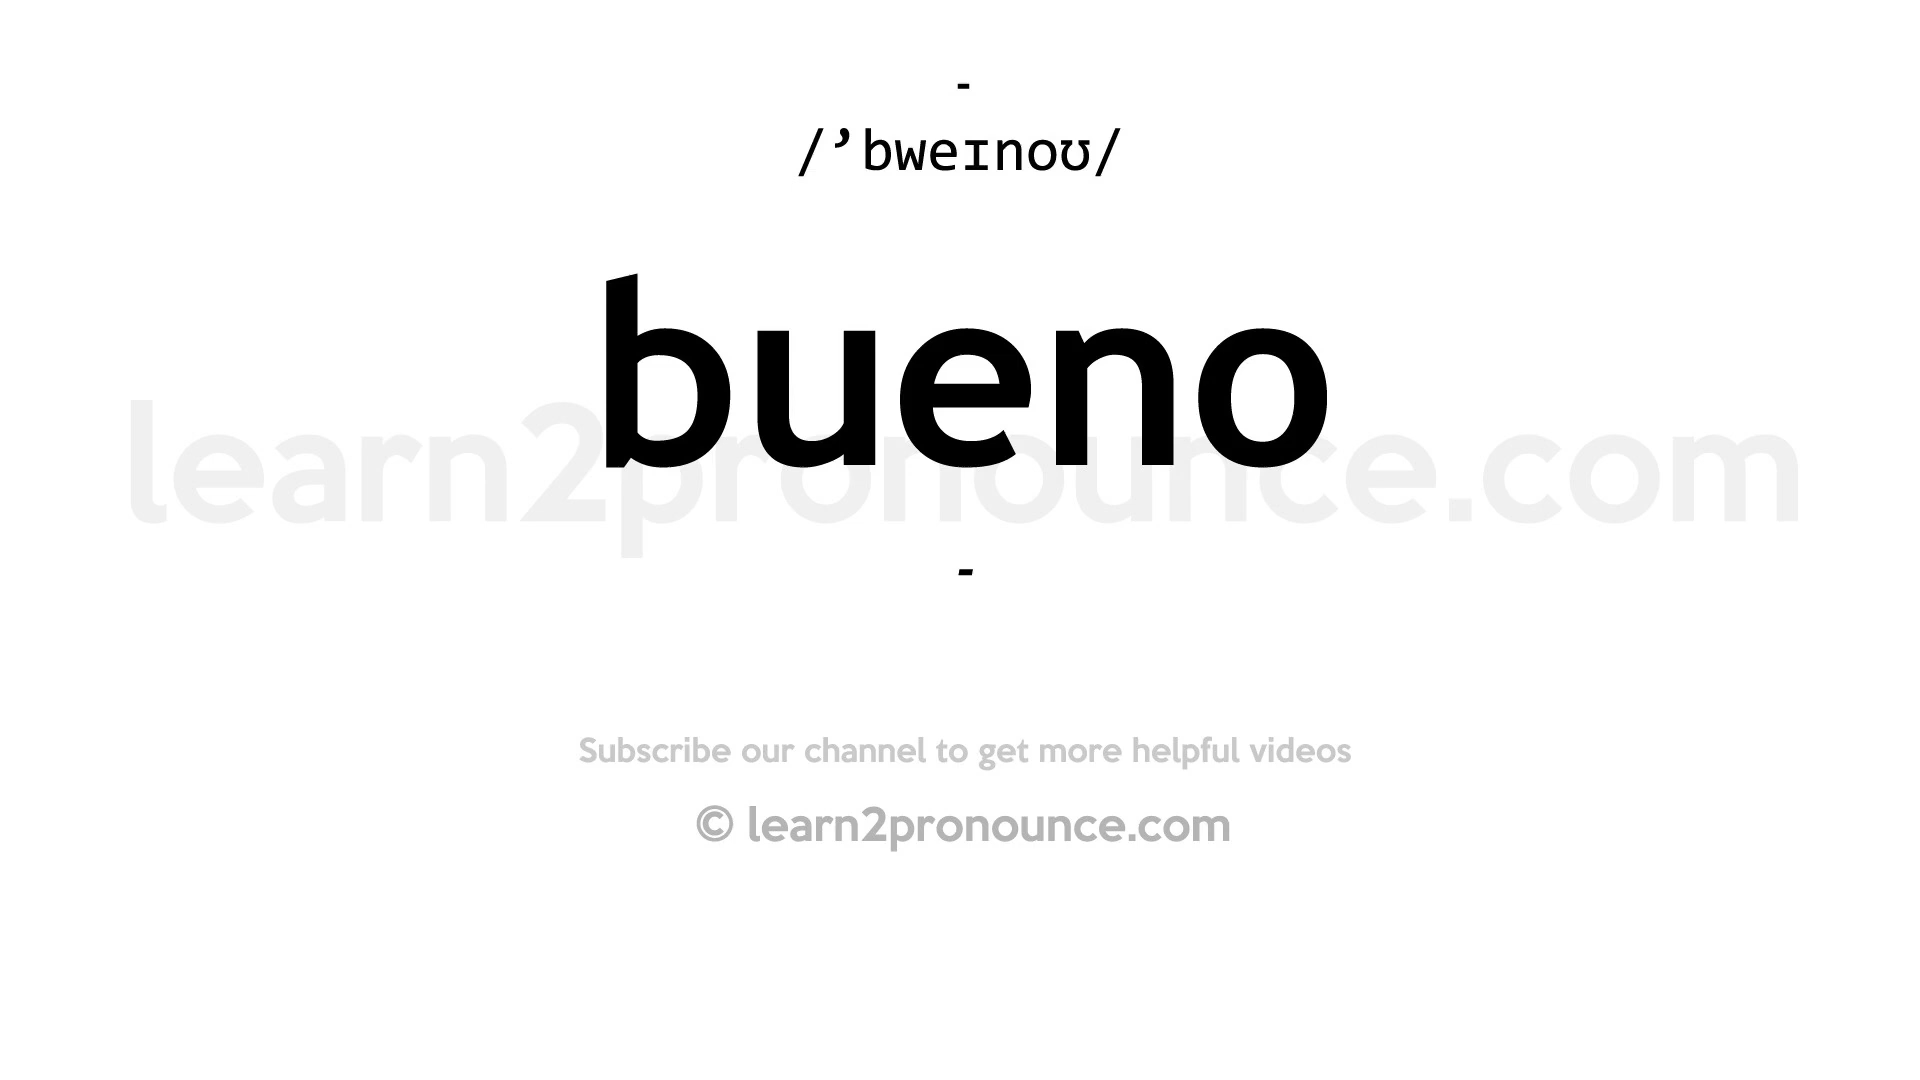 -
/’bweɪnoʊ/
bueno
learn2pronounce.com
-
Subscribe our channel to get more helpful videos
© learn2pronounce.com